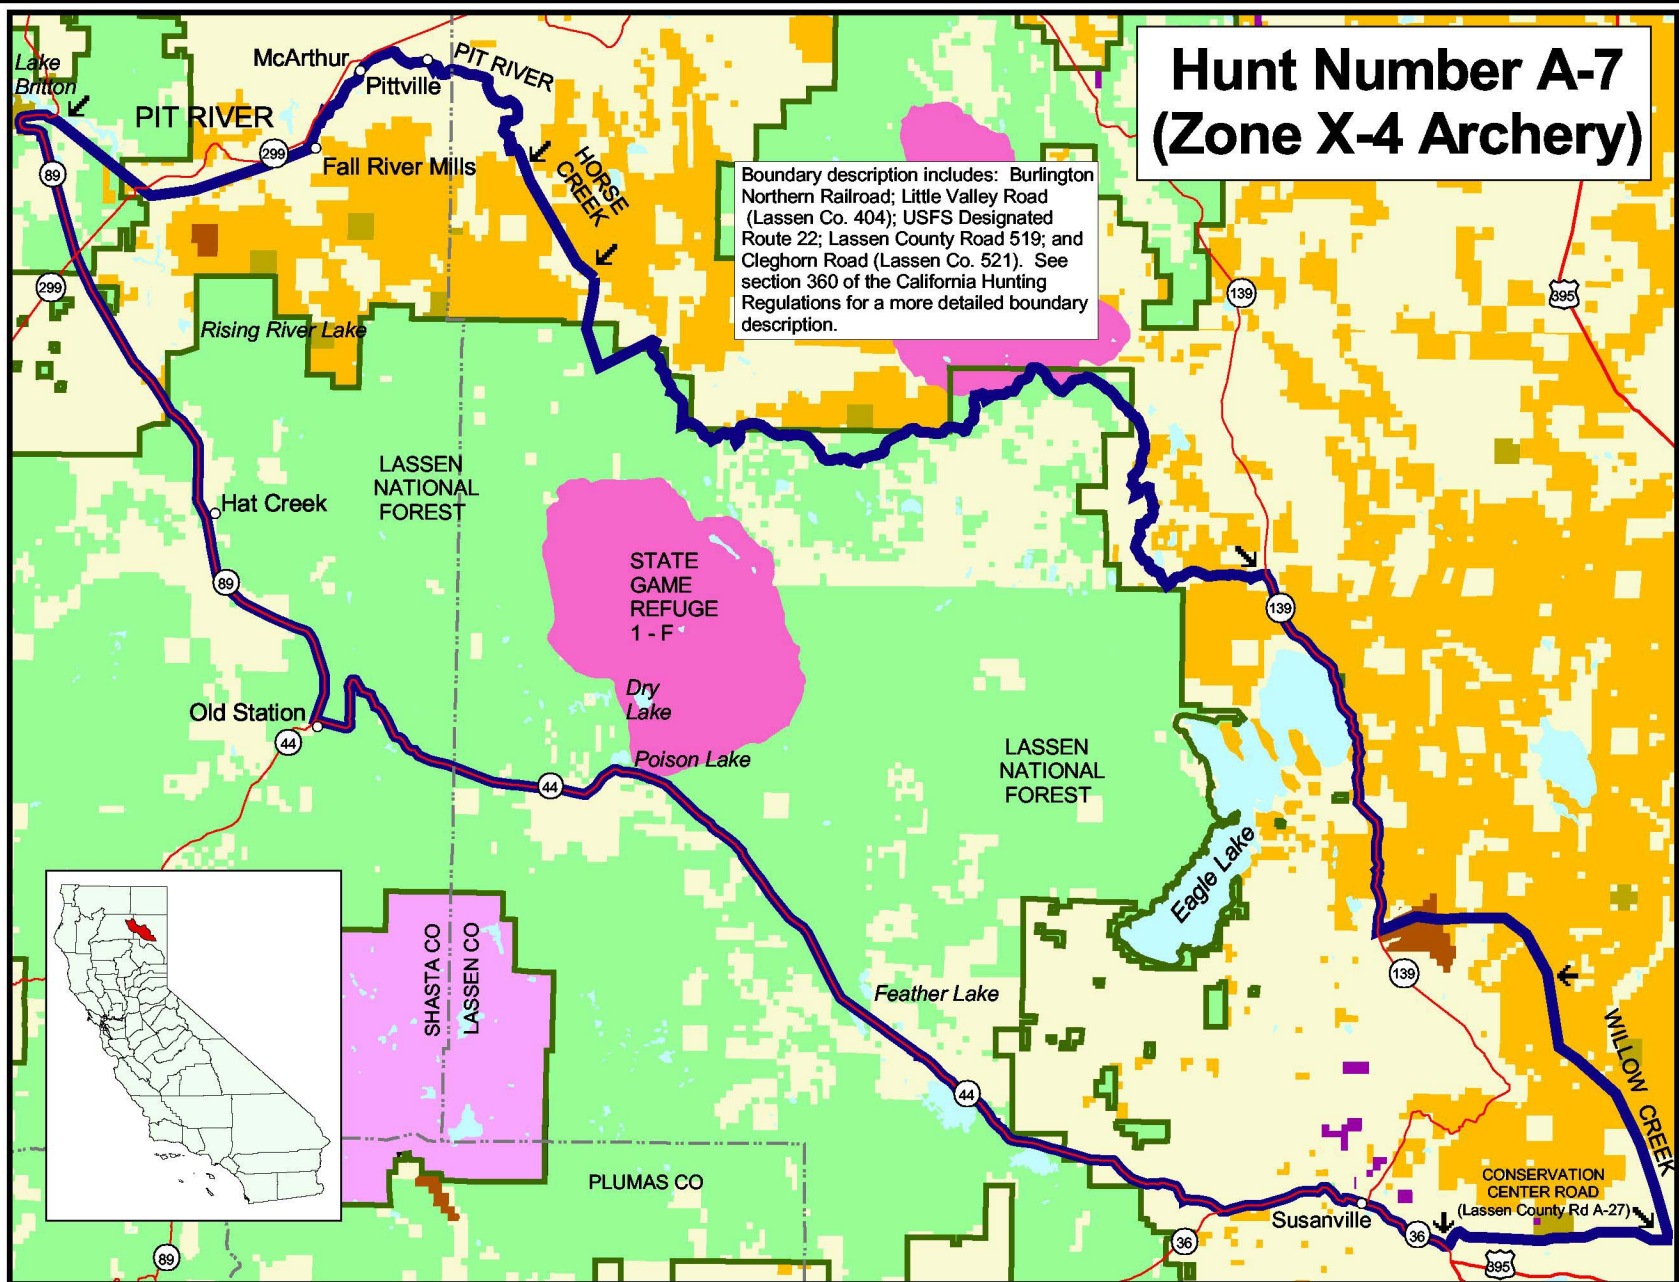 Hunt Number A-7
(Zone X-4 Archery)
Lake
Britton
McArthur
Pittville
PIT RIVER
PIT RIVER
299
Fall River Mills
89
HORSE
CREEK
Boundary description includes: Burlington
Northern Railroad; Little Valley Road
(Lassen Co. 404); USFS Designated
Route 22; Lassen County Road 519; and
Cleghorn Road (Lassen Co. 521). See
section 360 of the California Hunting
Regulations for a more detailed boundary
description.
299
139
395
Rising River Lake
LASSEN
NATIONAL
FOREST
Hat Creek
89
STATE
GAME
REFUGE
1 - F
139
Dry
Lake
Old Station
44
Poison Lake
44
LASSEN
NATIONAL
FOREST
Eagle Lake
SHASTA CO
LASSEN CO
Feather Lake
139
WILLOW CREEK
44
PLUMAS CO
CONSERVATION
CENTER ROAD
(Lassen County Rd A-27)
Susanville
36
36
395
89